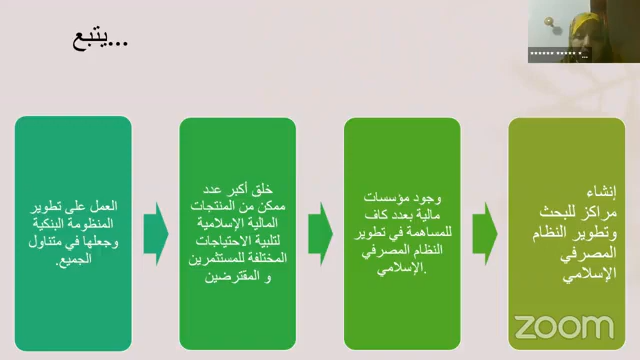 يتبع...
إنشاء
مراكز للبحث
وتطوير النظام
المصرفي
الإسلامي
وجود مؤسسات
مالية بعدد كاف
للمساهمة في تطوير
النظام المصرفي
الإسلامي.
خلق أكبر عدد
ممكن من المنتجات
المالية الإسلامية
لتلبية الاحتياجات
المختلفة للمستثمرين
و المقترضين
العمل على تطوير
المنظومة البنكية
وجعلها في متناول
الجميع.
zoom